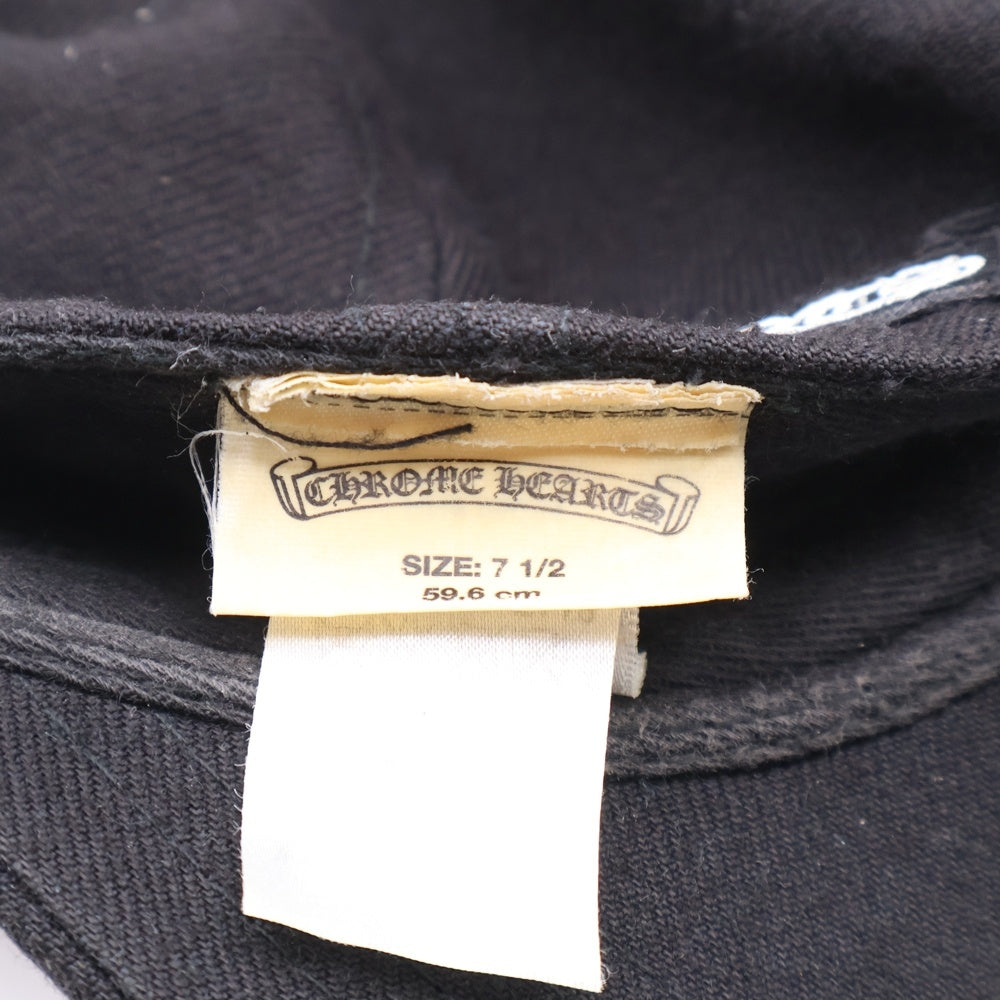 CHROME HEARTS
SIZE: 7 1/2
59.6 cm